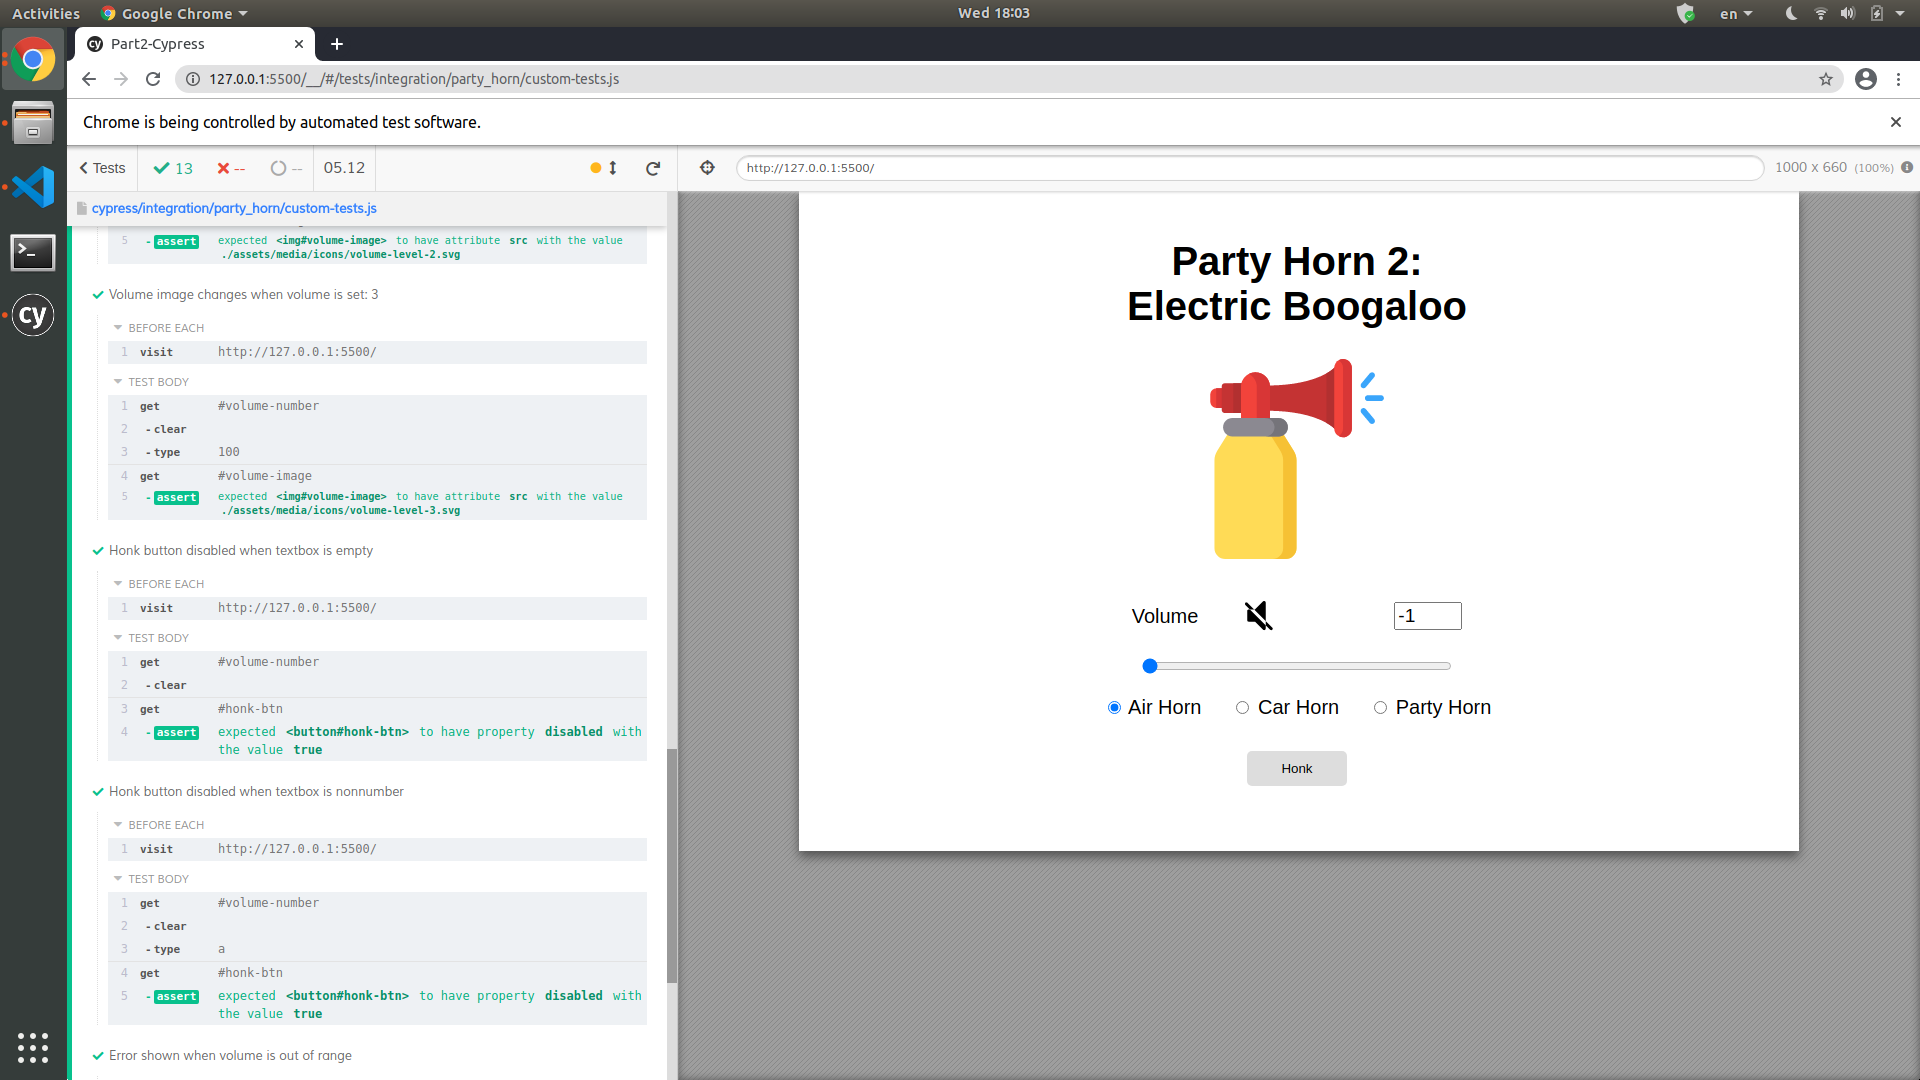 Activities Google Chrome Wed 18:03 en
Part2-Cypress
127.0.0.1:5500/__/#/tests/integration/party_horn/custom-tests.js
Chrome is being controlled by automated test software.
Tests 13 -- -- 05.12 http://127.0.0.1:5500/ 1000 x 660 (100%)
cypress/integration/party_horn/custom-tests.js
5 -assert expected <img#volume-image> to have attribute src with the value
./assets/media/icons/volume-level-2.svg
Volume image changes when volume is set: 3
BEFORE EACH
1 visit http://127.0.0.1:5500/
TEST BODY
1 get #volume-number
2 -clear
3 -type 100
4 get #volume-image
5 -assert expected <img#volume-image> to have attribute src with the value
./assets/media/icons/volume-level-3.svg
Honk button disabled when textbox is empty
BEFORE EACH
1 visit http://127.0.0.1:5500/
TEST BODY
1 get #volume-number
2 -clear
3 get #honk-btn
4 -assert expected <button#honk-btn> to have property disabled with
the value true
Honk button disabled when textbox is nonnumber
BEFORE EACH
1 visit http://127.0.0.1:5500/
TEST BODY
1 get #volume-number
2 -clear
3 -type a
4 get #honk-btn
5 -assert expected <button#honk-btn> to have property disabled with
the value true
Error shown when volume is out of range
cy
Party Horn 2:
Electric Boogaloo
Volume -1
Air Horn Car Horn Party Horn
Honk